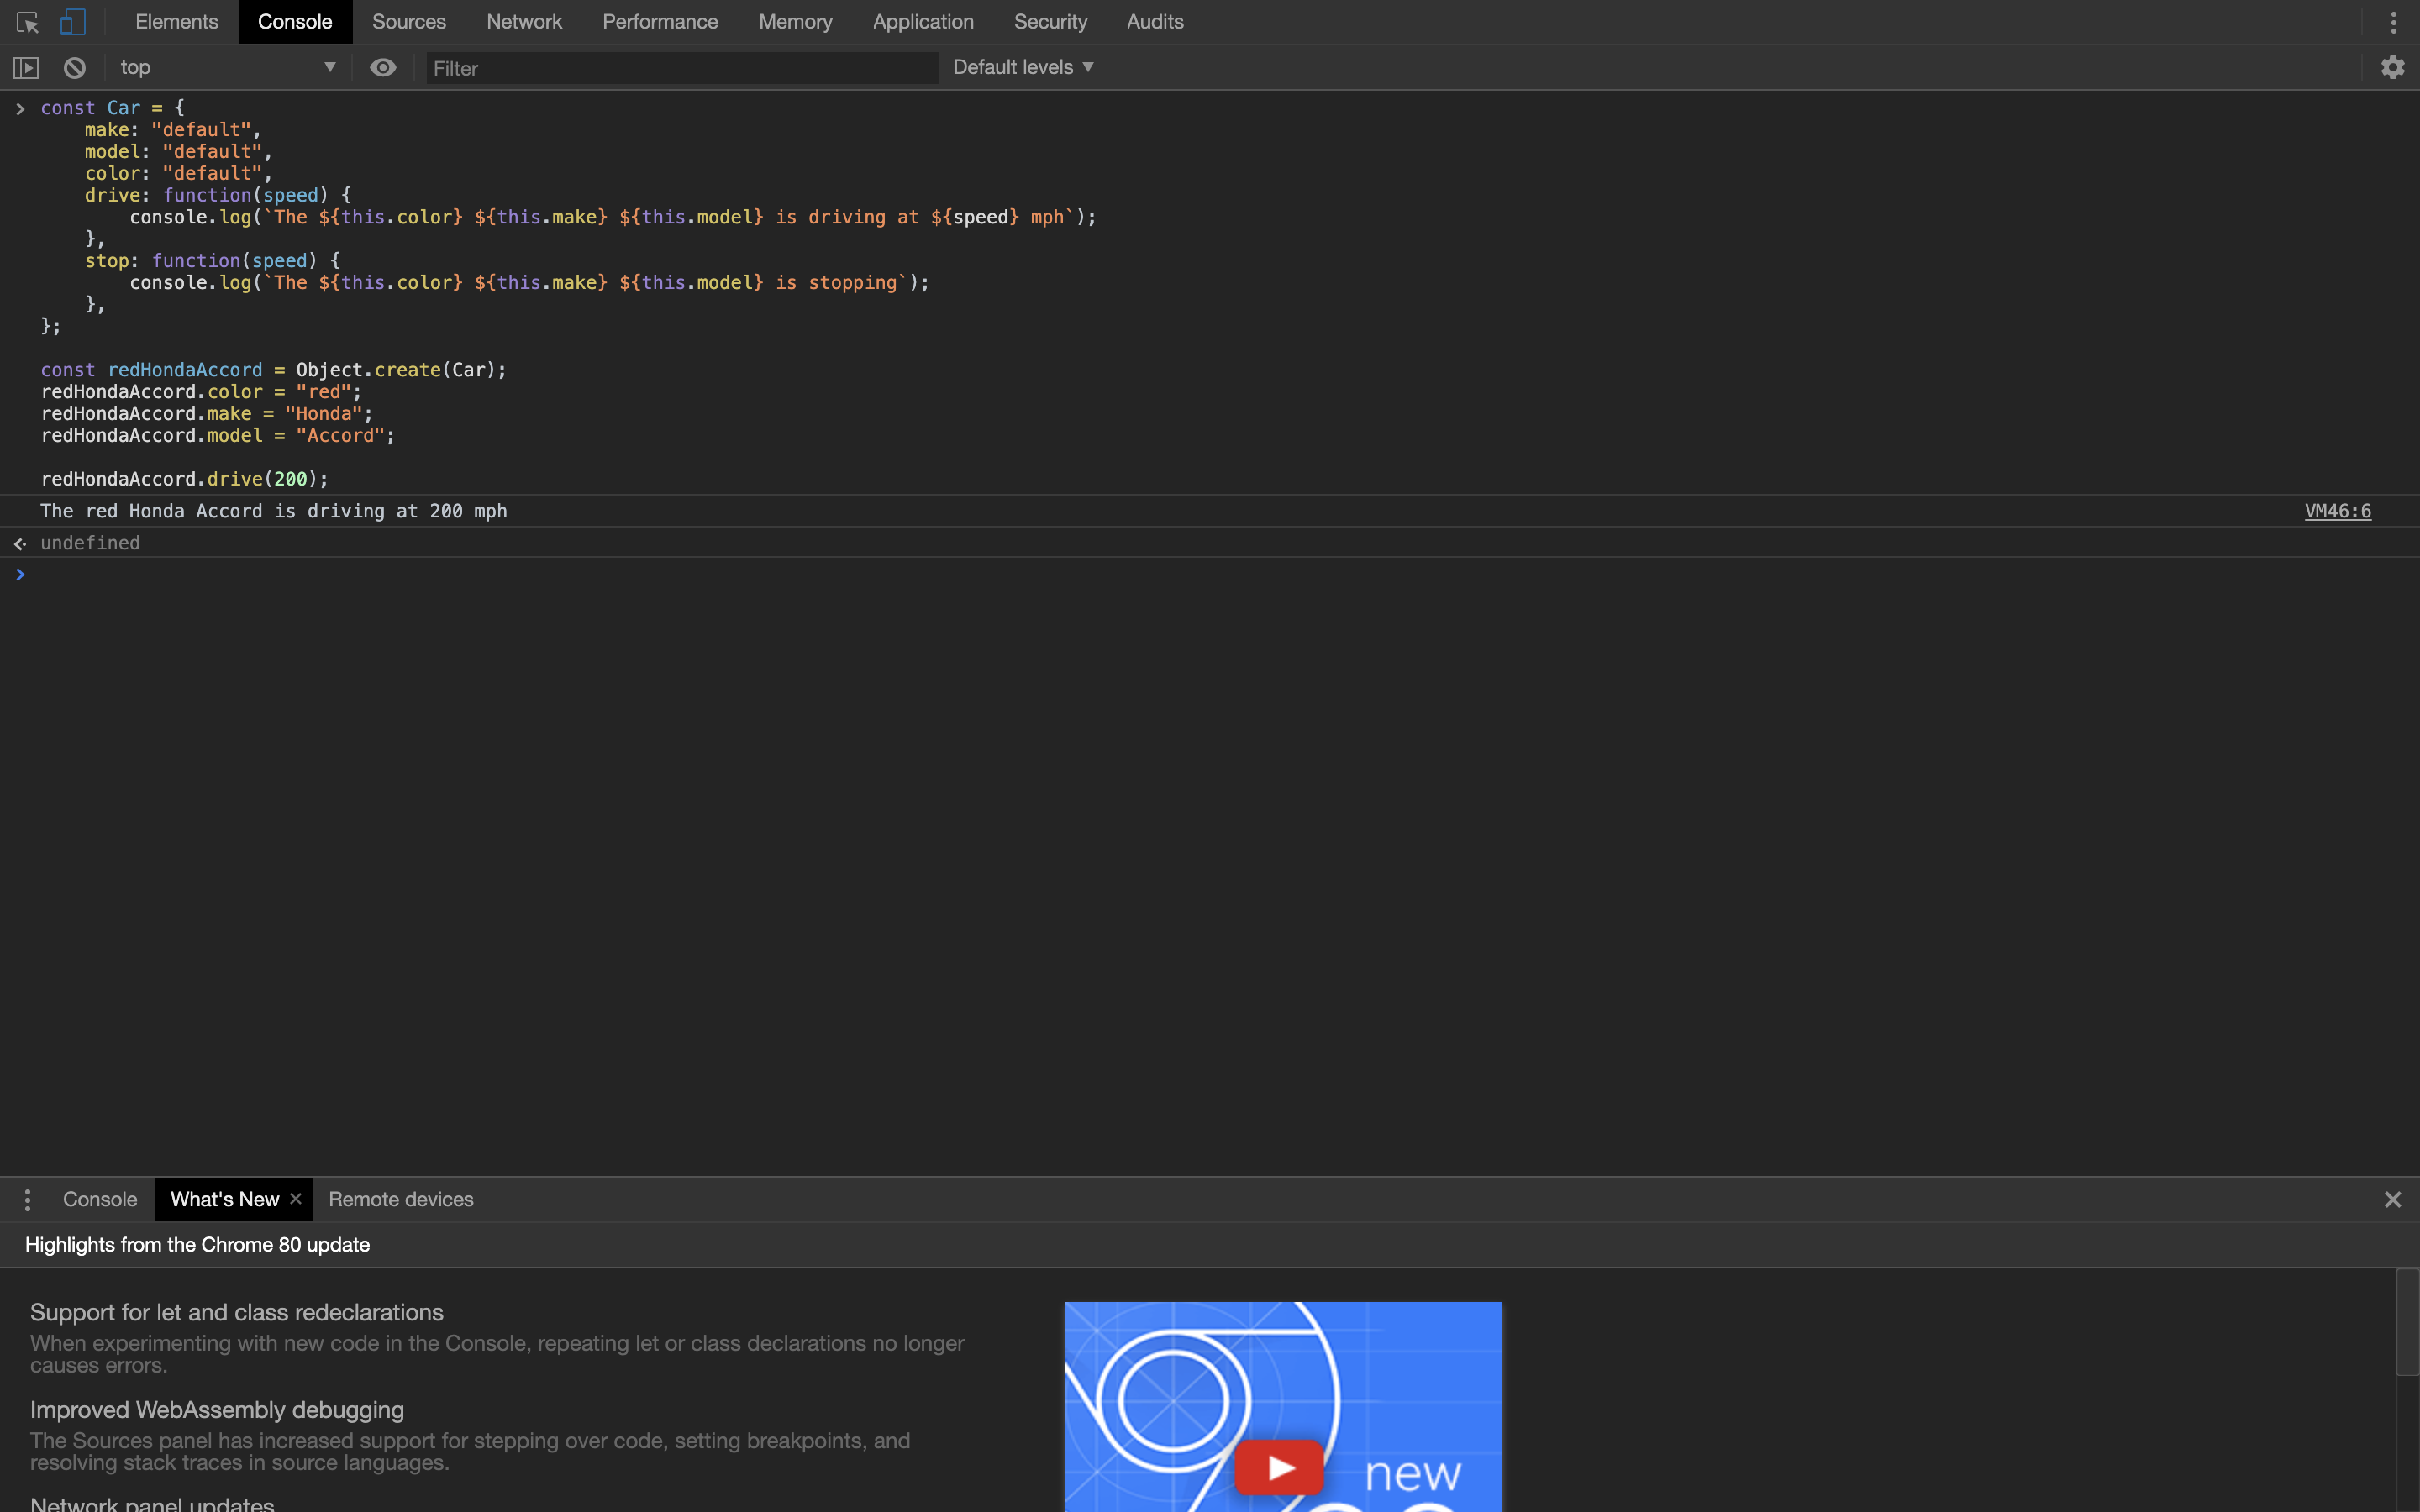 Elements Console Sources Network Performance Memory Application Security Audits
top Filter Default levels
const Car = {
    make: "default",
    model: "default",
    color: "default",
    drive: function(speed) {
        console.log(`The ${this.color} ${this.make} ${this.model} is driving at ${speed} mph`);
    },
    stop: function(speed) {
        console.log(`The ${this.color} ${this.make} ${this.model} is stopping`);
    },
};
const redHondaAccord = Object.create(Car);
redHondaAccord.color = "red";
redHondaAccord.make = "Honda";
redHondaAccord.model = "Accord";
redHondaAccord.drive(200);
The red Honda Accord is driving at 200 mph VM46:6
undefined
Console What's New Remote devices
Highlights from the Chrome 80 update
Support for let and class redeclarations
When experimenting with new code in the Console, repeating let or class declarations no longer
causes errors.
Improved WebAssembly debugging
The Sources panel has increased support for stepping over code, setting breakpoints, and
resolving stack traces in source languages.
Network panel updates
new